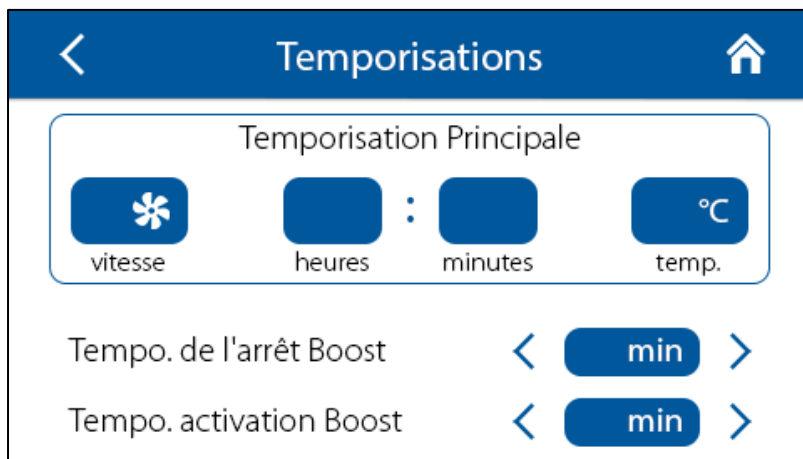 Temporisations
Temporisation Principale
: °C
vitesse heures minutes temp.
Tempo. de l'arrêt Boost min
Tempo. activation Boost min